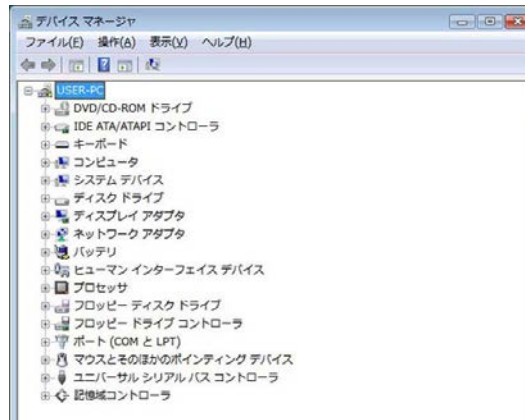 デバイス マネージャ
ファイル(F) 操作(A) 表示(V) ヘルプ(H)
USER-PC
DVD/CD-ROM ドライブ
IDE ATA/ATAPI コントローラ
キーボード
コンピュータ
システム デバイス
ディスク ドライブ
ディスプレイ アダプタ
ネットワーク アダプタ
バッテリ
ヒューマン インターフェイス デバイス
プロセッサ
フロッピー ディスク ドライブ
フロッピー ドライブ コントローラ
ポート (COM と LPT)
マウスとそのほかのポインティング デバイス
ユニバーサル シリアル バス コントローラ
記憶域コントローラ